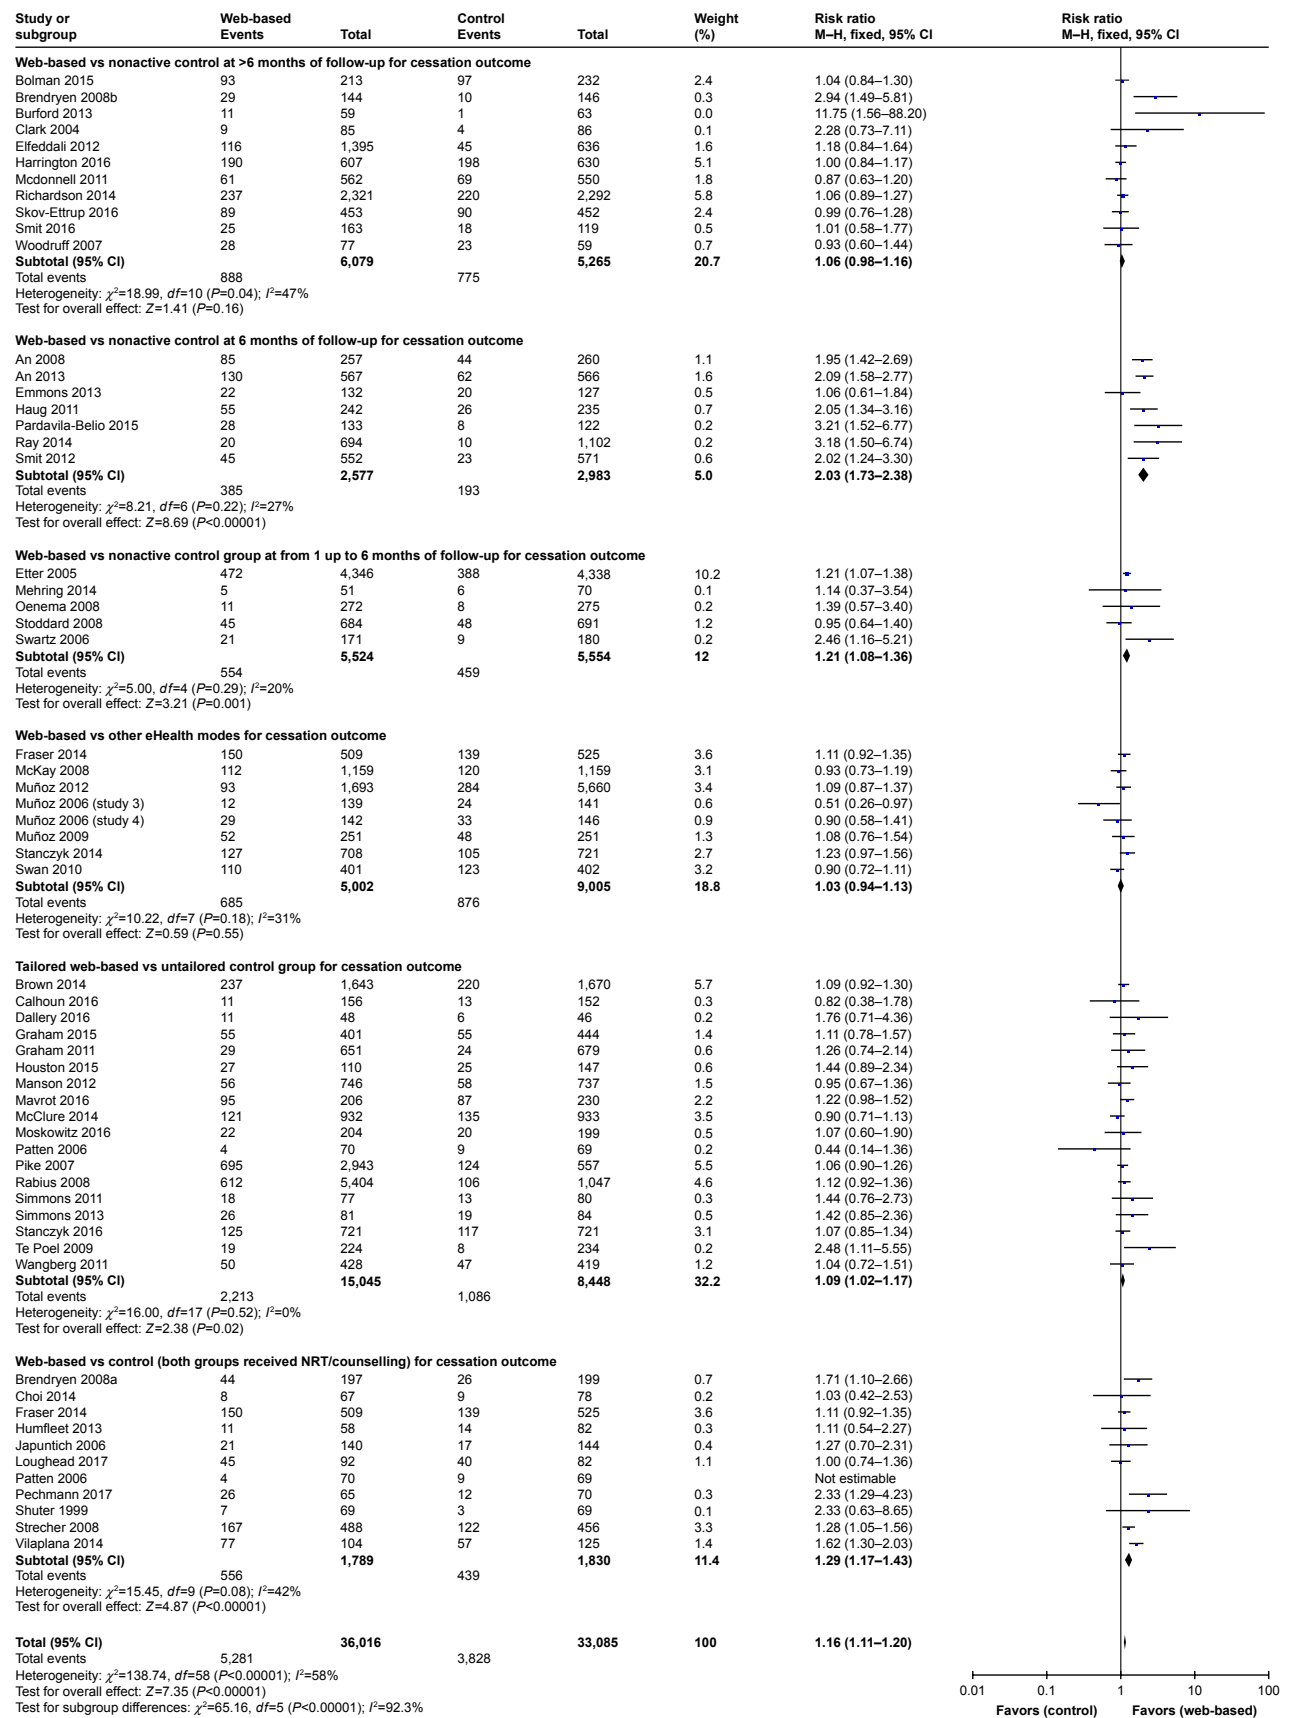 Study or Web-based Control Weight Risk ratio Risk ratio
subgroup Events Total Events Total (%) M–H, fixed, 95% CI M–H, fixed, 95% CI
Web-based vs nonactive control at >6 months of follow-up for cessation outcome
Bolman 2015 93 213 97 232 2.4 1.04 (0.84–1.30)
Brendryen 2008b 29 144 10 146 0.3 2.94 (1.49–5.81)
Burford 2013 11 59 1 63 0.0 11.75 (1.56–88.20)
Clark 2004 9 85 4 86 0.1 2.28 (0.73–7.11)
Elfeddali 2012 116 1,395 45 636 1.6 1.18 (0.84–1.64)
Harrington 2016 190 607 198 630 5.1 1.00 (0.84–1.17)
Mcdonnell 2011 61 562 69 550 1.8 0.87 (0.63–1.20)
Richardson 2014 237 2,321 220 2,292 5.8 1.06 (0.89–1.27)
Skov-Ettrup 2016 89 453 90 452 2.4 0.99 (0.76–1.28)
Smit 2016 25 163 18 119 0.5 1.01 (0.58–1.77)
Woodruff 2007 28 77 23 59 0.7 0.93 (0.60–1.44)
Subtotal (95% CI) 6,079 5,265 20.7 1.06 (0.98–1.16)
Total events 888 775
Heterogeneity: χ²=18.99, df=10 (P=0.04); I²=47%
Test for overall effect: Z=1.41 (P=0.16)
Web-based vs nonactive control at 6 months of follow-up for cessation outcome
An 2008 85 257 44 260 1.1 1.95 (1.42–2.69)
An 2013 130 567 62 566 1.6 2.09 (1.58–2.77)
Emmons 2013 22 132 20 127 0.5 1.06 (0.61–1.84)
Haug 2011 55 242 26 235 0.7 2.05 (1.34–3.16)
Pardavila-Belio 2015 28 133 8 122 0.2 3.21 (1.52–6.77)
Ray 2014 20 694 10 1,102 0.2 3.18 (1.50–6.74)
Smit 2012 45 552 23 571 0.6 2.02 (1.24–3.30)
Subtotal (95% CI) 2,577 2,983 5.0 2.03 (1.73–2.38)
Total events 385 193
Heterogeneity: χ²=8.21, df=6 (P=0.22); I²=27%
Test for overall effect: Z=8.69 (P<0.00001)
Web-based vs nonactive control group at from 1 up to 6 months of follow-up for cessation outcome
Etter 2005 472 4,346 388 4,338 10.2 1.21 (1.07–1.38)
Mehring 2014 5 51 6 70 0.1 1.14 (0.37–3.54)
Oenema 2008 11 272 8 275 0.2 1.39 (0.57–3.40)
Stoddard 2008 45 684 48 691 1.2 0.95 (0.64–1.40)
Swartz 2006 21 171 9 180 0.2 2.46 (1.16–5.21)
Subtotal (95% CI) 5,524 5,554 12 1.21 (1.08–1.36)
Total events 554 459
Heterogeneity: χ²=5.00, df=4 (P=0.29); I²=20%
Test for overall effect: Z=3.21 (P=0.001)
Web-based vs other eHealth modes for cessation outcome
Fraser 2014 150 509 139 525 3.6 1.11 (0.92–1.35)
McKay 2008 112 1,159 120 1,159 3.1 0.93 (0.73–1.19)
Muñoz 2012 93 1,693 284 5,660 3.4 1.09 (0.87–1.37)
Muñoz 2006 (study 3) 12 139 24 141 0.6 0.51 (0.26–0.97)
Muñoz 2006 (study 4) 29 142 33 146 0.9 0.90 (0.58–1.41)
Muñoz 2009 52 251 48 251 1.3 1.08 (0.76–1.54)
Stanczyk 2014 127 708 105 721 2.7 1.23 (0.97–1.56)
Swan 2010 110 401 123 402 3.2 0.90 (0.72–1.11)
Subtotal (95% CI) 5,002 9,005 18.8 1.03 (0.94–1.13)
Total events 685 876
Heterogeneity: χ²=10.22, df=7 (P=0.18); I²=31%
Test for overall effect: Z=0.59 (P=0.55)
Tailored web-based vs untailored control group for cessation outcome
Brown 2014 237 1,643 220 1,670 5.7 1.09 (0.92–1.30)
Calhoun 2016 11 156 13 152 0.3 0.82 (0.38–1.78)
Dallery 2016 11 48 6 46 0.2 1.76 (0.71–4.36)
Graham 2015 55 401 55 444 1.4 1.11 (0.78–1.57)
Graham 2011 29 651 24 679 0.6 1.26 (0.74–2.14)
Houston 2015 27 110 25 147 0.6 1.44 (0.89–2.34)
Manson 2012 56 746 58 737 1.5 0.95 (0.67–1.36)
Mavrot 2016 95 206 87 230 2.2 1.22 (0.98–1.52)
McClure 2014 121 932 135 933 3.5 0.90 (0.71–1.13)
Moskowitz 2016 22 204 20 199 0.5 1.07 (0.60–1.90)
Patten 2006 4 70 9 69 0.2 0.44 (0.14–1.36)
Pike 2007 695 2,943 124 557 5.5 1.06 (0.90–1.26)
Rabius 2008 612 5,404 106 1,047 4.6 1.12 (0.92–1.36)
Simmons 2011 18 77 13 80 0.3 1.44 (0.76–2.73)
Simmons 2013 26 81 19 84 0.5 1.42 (0.85–2.36)
Stanczyk 2016 125 721 117 721 3.1 1.07 (0.85–1.34)
Te Poel 2009 19 224 8 234 0.2 2.48 (1.11–5.55)
Wangberg 2011 50 428 47 419 1.2 1.04 (0.72–1.51)
Subtotal (95% CI) 15,045 8,448 32.2 1.09 (1.02–1.17)
Total events 2,213 1,086
Heterogeneity: χ²=16.00, df=17 (P=0.52); I²=0%
Test for overall effect: Z=2.38 (P=0.02)
Web-based vs control (both groups received NRT/counselling) for cessation outcome
Brendryen 2008a 44 197 26 199 0.7 1.71 (1.10–2.66)
Choi 2014 8 67 9 78 0.2 1.03 (0.42–2.53)
Fraser 2014 150 509 139 525 3.6 1.11 (0.92–1.35)
Humfleet 2013 11 58 14 82 0.3 1.11 (0.54–2.27)
Japuntich 2006 21 140 17 144 0.4 1.27 (0.70–2.31)
Loughead 2017 45 92 40 82 1.1 1.00 (0.74–1.36)
Patten 2006 4 70 9 69 Not estimable
Pechmann 2017 26 65 12 70 0.3 2.33 (1.29–4.23)
Shuter 1999 7 69 3 69 0.1 2.33 (0.63–8.65)
Strecher 2008 167 488 122 456 3.3 1.28 (1.05–1.56)
Vilaplana 2014 77 104 57 125 1.4 1.62 (1.30–2.03)
Subtotal (95% CI) 1,789 1,830 11.4 1.29 (1.17–1.43)
Total events 556 439
Heterogeneity: χ²=15.45, df=9 (P=0.08); I²=42%
Test for overall effect: Z=4.87 (P<0.00001)
Total (95% CI) 36,016 33,085 100 1.16 (1.11–1.20)
Total events 5,281 3,828
Heterogeneity: χ²=138.74, df=58 (P<0.00001); I²=58%
Test for overall effect: Z=7.35 (P<0.00001)
Test for subgroup differences: χ²=65.16, df=5 (P<0.00001); I²=92.3%
0.01 0.1 1 10 100
Favors (control) Favors (web-based)